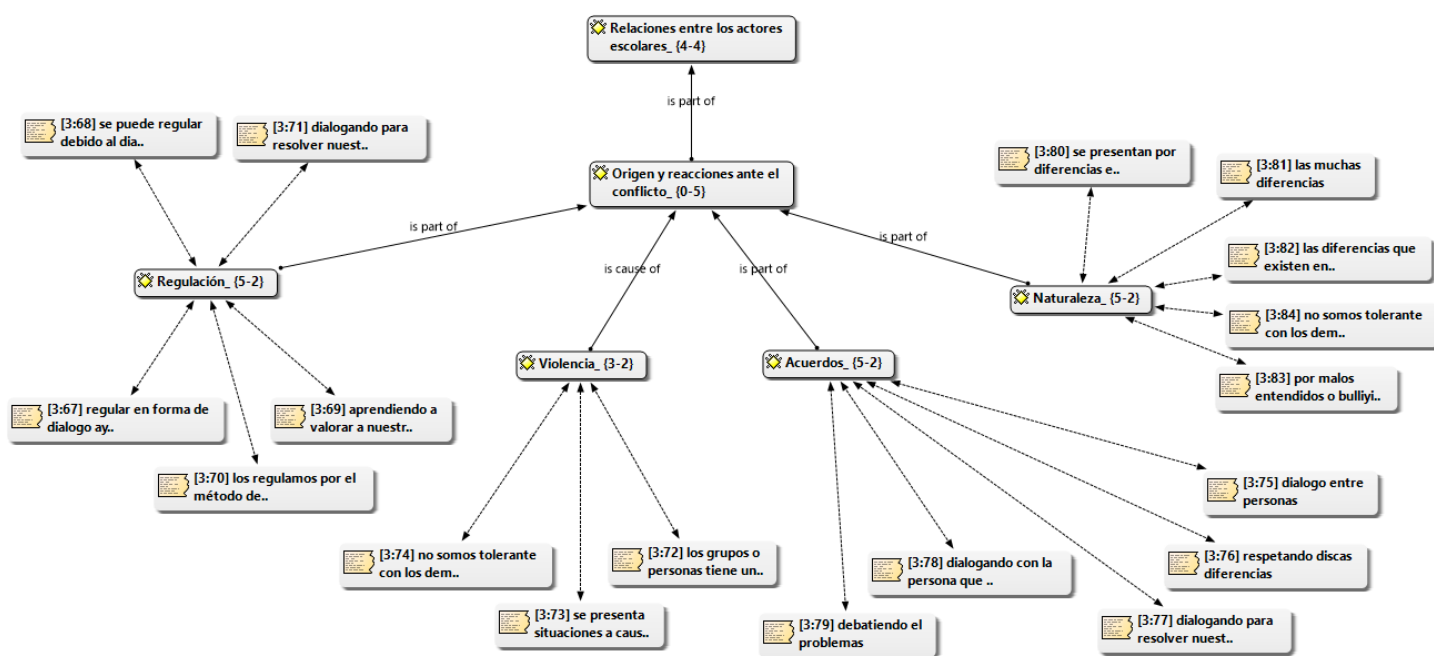 Relaciones entre los actores
escolares_ {4-4}
is part of
[3:68] se puede regular
debido al dia..
[3:71] dialogando para
resolver nuest..
Origen y reacciones ante el
conflicto_ {0-5}
[3:80] se presentan por
diferencias e..
[3:81] las muchas
diferencias
is part of
is cause of
is part of
is part of
Regulación_ {5-2}
[3:82] las diferencias que
existen en..
Naturaleza_ {5-2}
[3:84] no somos tolerante
con los dem..
[3:83] por malos
entendidos o bulliyi..
Violencia_ {3-2}
Acuerdos_ {5-2}
[3:67] regular en forma de
dialogo ay..
[3:69] aprendiendo a
valorar a nuestr..
[3:70] los regulamos por el
método de..
[3:74] no somos tolerante
con los dem..
[3:72] los grupos o
personas tiene un..
[3:73] se presenta
situaciones a caus..
[3:75] dialogo entre
personas
[3:76] respetando discas
diferencias
[3:78] dialogando con la
persona que ..
[3:77] dialogando para
resolver nuest..
[3:79] debatiendo el
problemas